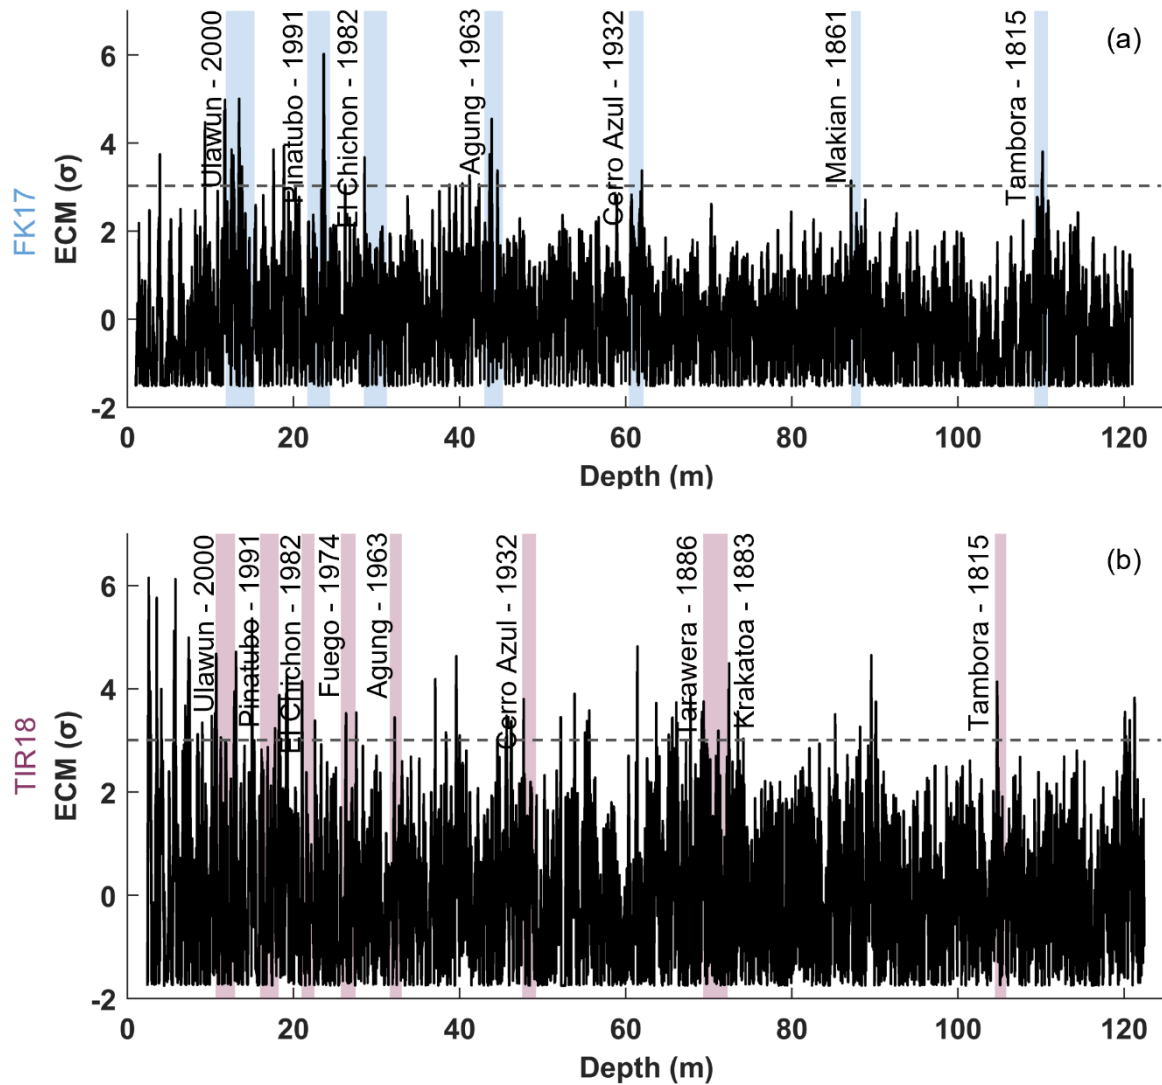 (a)
Ulawun - 2000
Pinatubo - 1991
El Chichon - 1982
Agung - 1963
Cerro Azul - 1932
Makian - 1861
Tambora - 1815
FK17
ECM (σ)
6
4
2
0
-2
0 20 40 60 80 100 120
Depth (m)
(b)
Ulawun - 2000
Pinatubo - 1991
El Chichon - 1982
Fuego - 1974
Agung - 1963
Cerro Azul - 1932
Tarawera - 1886
Krakatoa - 1883
Tambora - 1815
TIR18
ECM (σ)
6
4
2
0
-2
0 20 40 60 80 100 120
Depth (m)